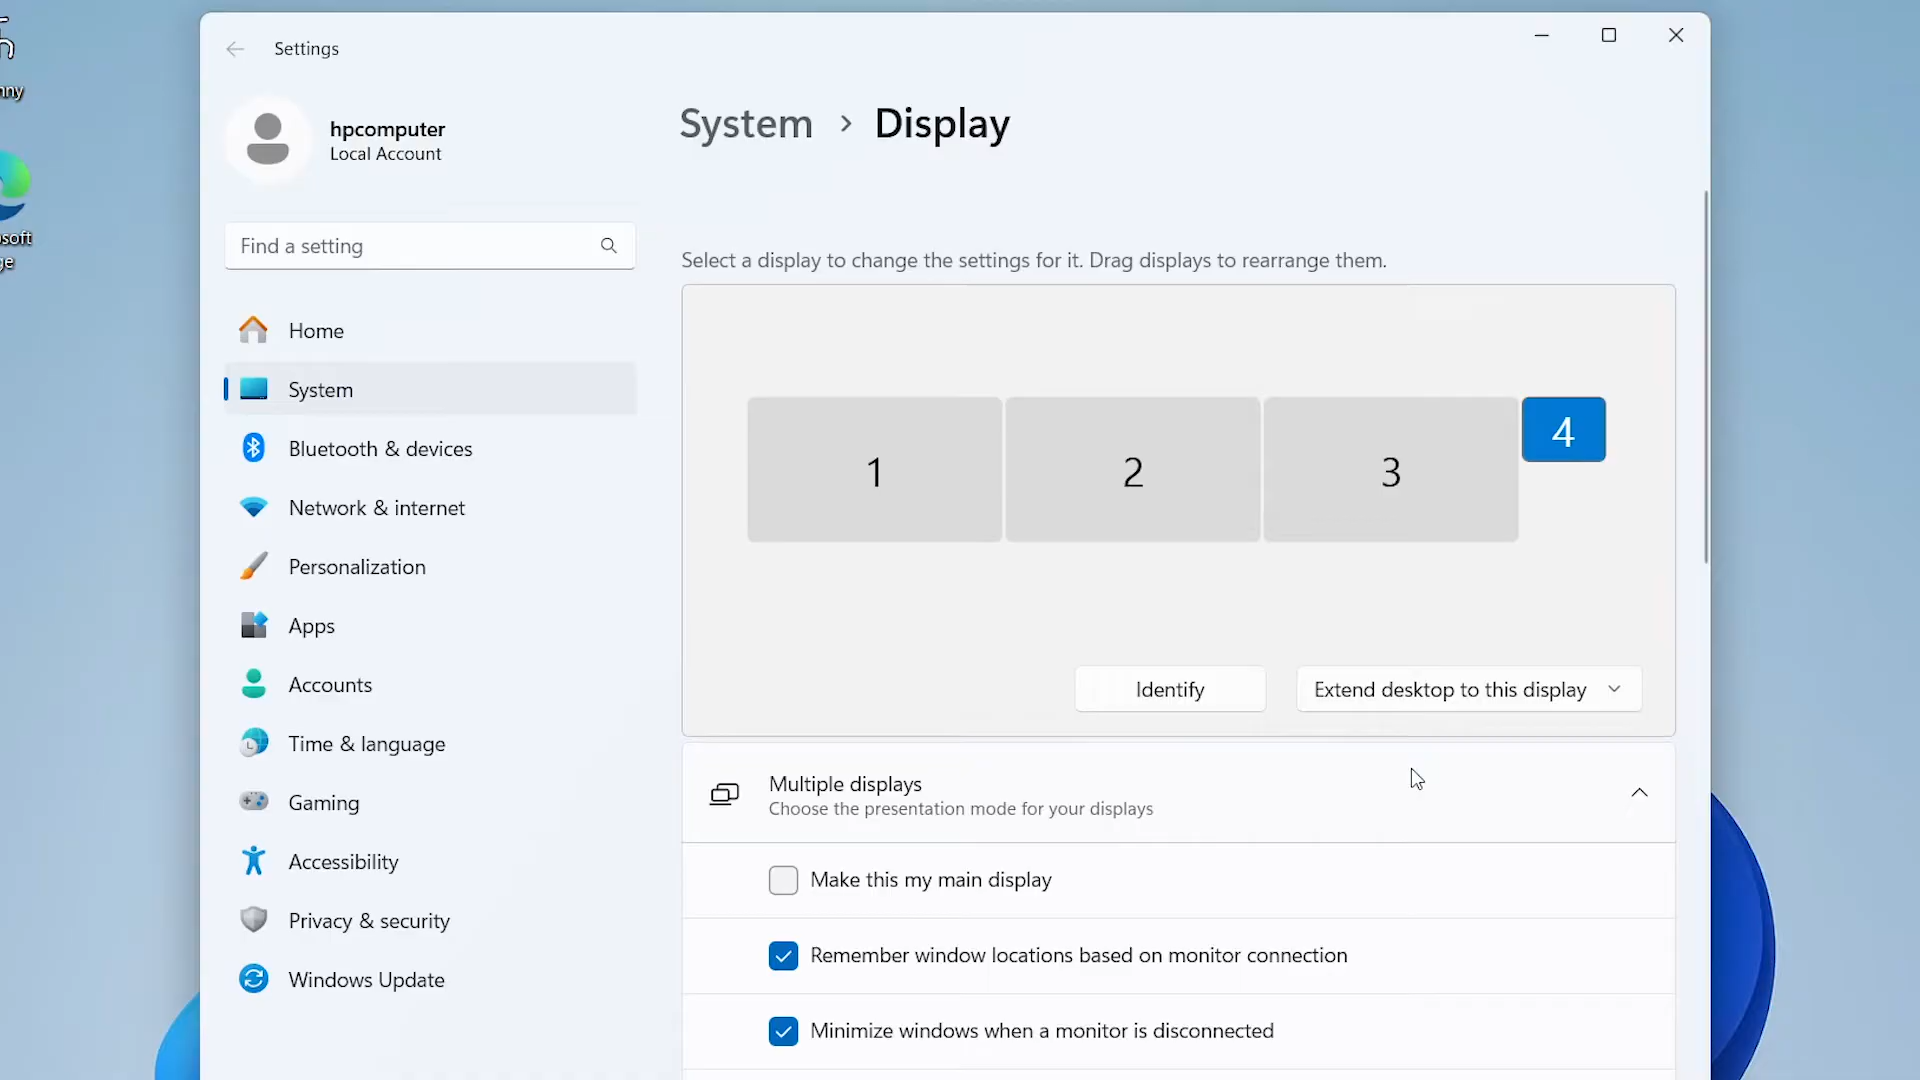 Settings
hpcomputer
Local Account
Find a setting
Home
System
Bluetooth & devices
Network & internet
Personalization
Apps
Accounts
Time & language
Gaming
Accessibility
Privacy & security
Windows Update
System > Display
Select a display to change the settings for it. Drag displays to rearrange them.
1 2 3 4
Identify
Extend desktop to this display
Multiple displays
Choose the presentation mode for your displays
Make this my main display
Remember window locations based on monitor connection
Minimize windows when a monitor is disconnected